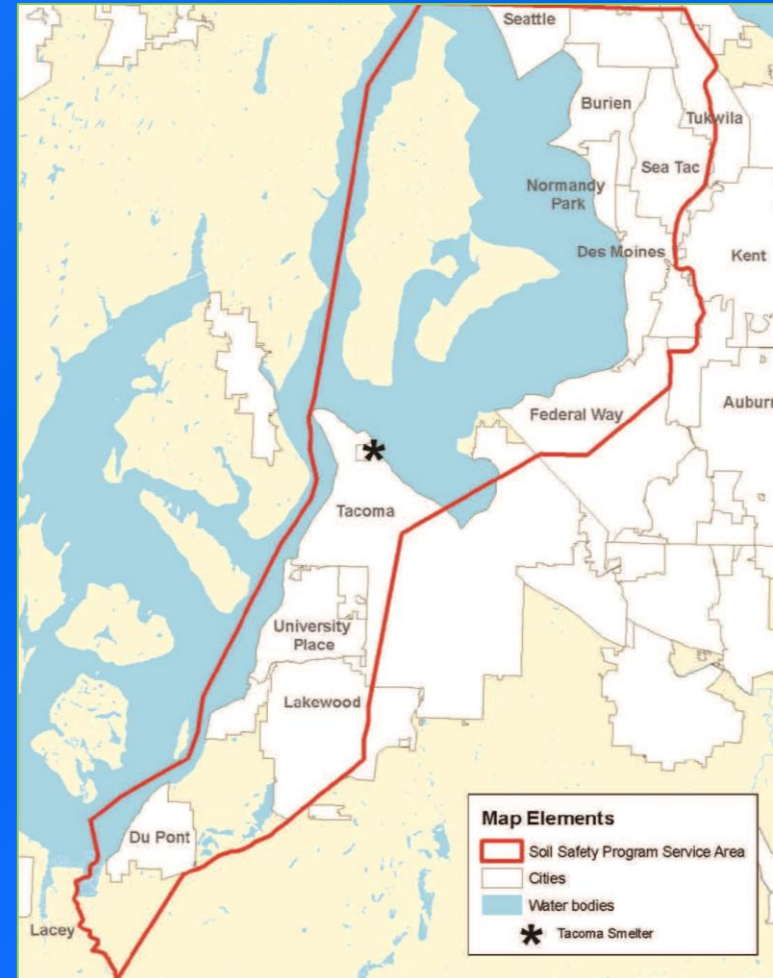 Seattle
Burien
Tukwila
Sea Tac
Normandy
Park
Des Moines
Kent
Federal Way
Auburn
Tacoma
University
Place
Lakewood
Du Pont
Lacey
Map Elements
Soil Safety Program Service Area
Cities
Water bodies
Tacoma Smelter